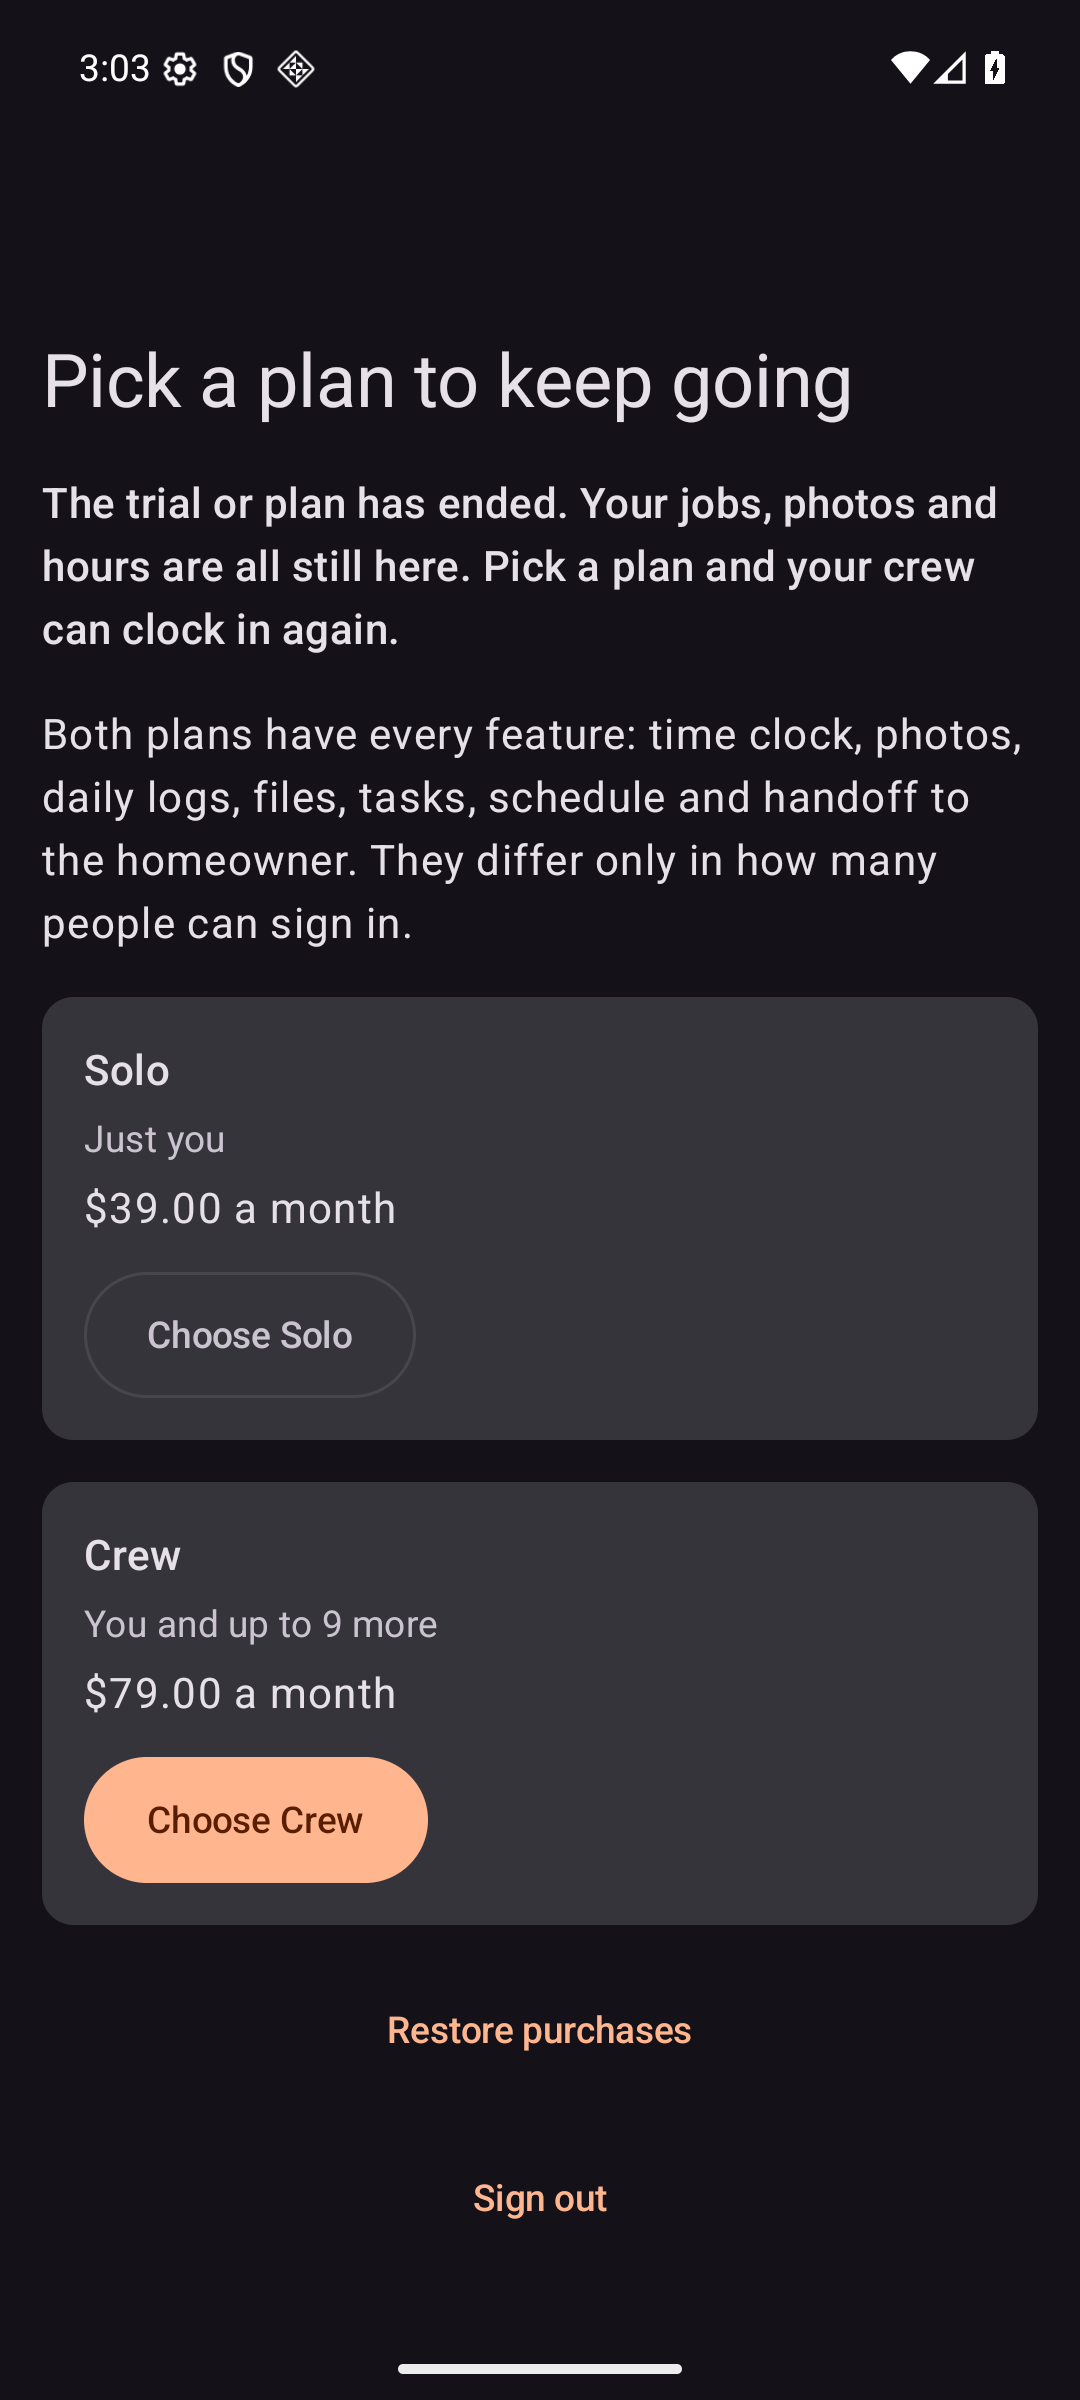 3:03
Pick a plan to keep going
The trial or plan has ended. Your jobs, photos and
hours are all still here. Pick a plan and your crew
can clock in again.
Both plans have every feature: time clock, photos,
daily logs, files, tasks, schedule and handoff to
the homeowner. They differ only in how many
people can sign in.
Solo
Just you
$39.00 a month
Choose Solo
Crew
You and up to 9 more
$79.00 a month
Choose Crew
Restore purchases
Sign out